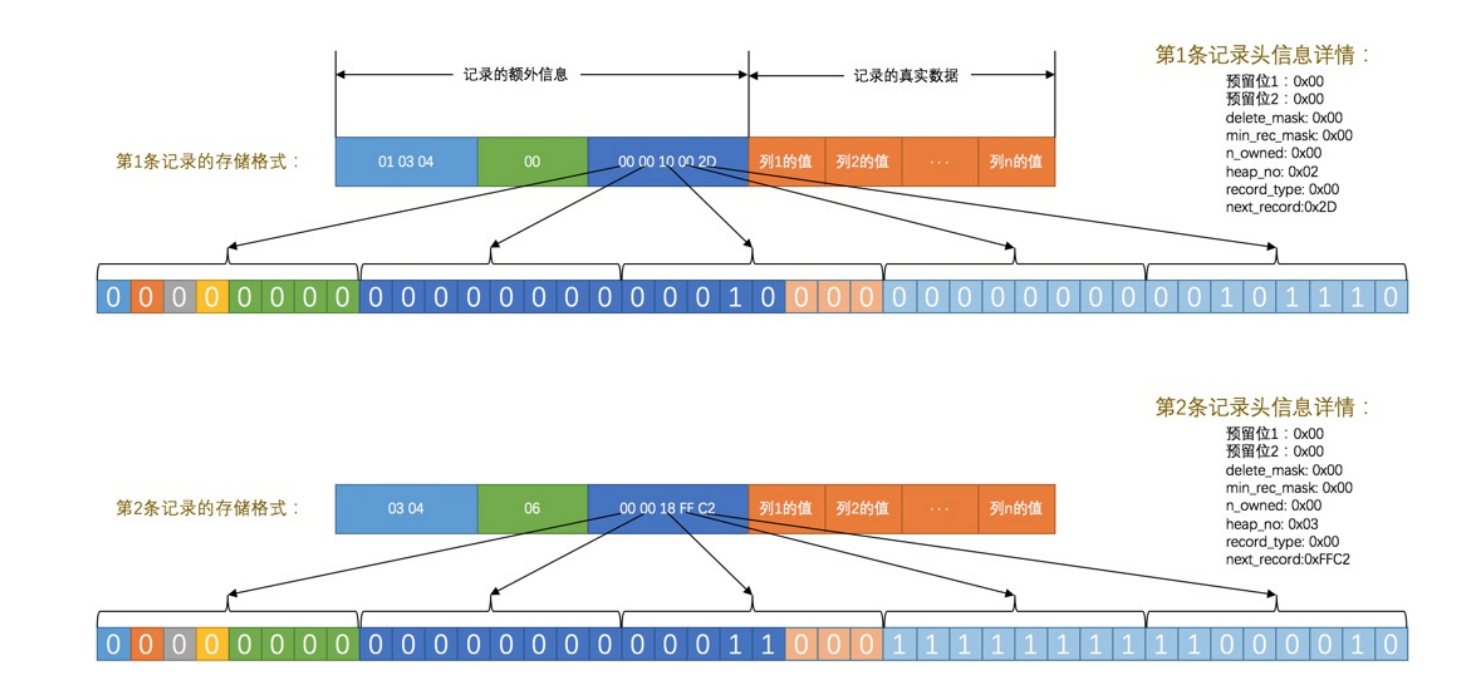 第1条记录头信息详情：
预留位1：0x00
预留位2：0x00
delete_mask: 0x00
min_rec_mask: 0x00
n_owned: 0x00
heap_no: 0x02
record_type: 0x00
next_record:0x2D
记录的额外信息 记录的真实数据
第1条记录的存储格式： 01 03 04 00 00 00 10 00 2D 列1的值 列2的值 ... 列n的值
0 0 0 0 0 0 0 0 0 0 0 0 0 0 0 0 0 0 0 1 0 0 0 0 0 0 0 0 0 0 0 0 0 0 1 0 1 1 1 0
第2条记录头信息详情：
预留位1：0x00
预留位2：0x00
delete_mask: 0x00
min_rec_mask: 0x00
n_owned: 0x00
heap_no: 0x03
record_type: 0x00
next_record:0xFFC2
第2条记录的存储格式： 03 04 06 00 00 18 FF C2 列1的值 列2的值 ... 列n的值
0 0 0 0 0 0 0 0 0 0 0 0 0 0 0 0 0 0 0 1 1 0 0 0 1 1 1 1 1 1 1 1 1 1 0 0 0 0 1 0